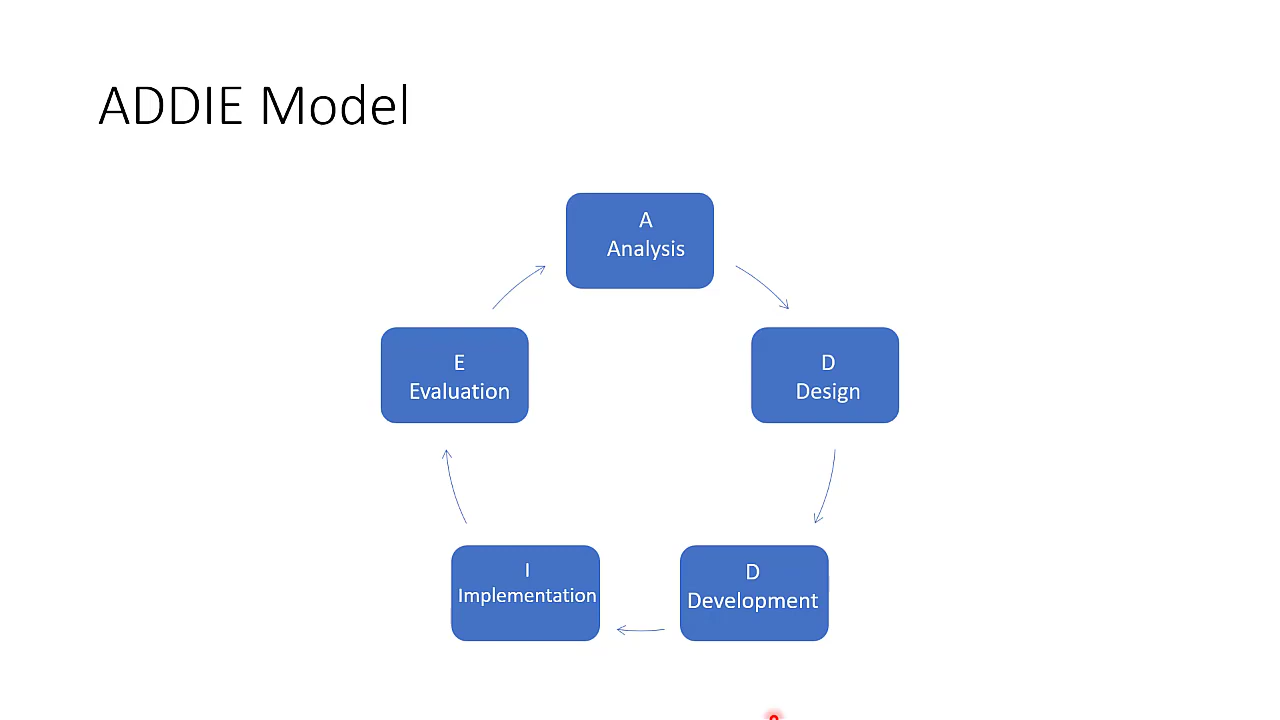 ADDIE Model
A
Analysis
D
Design
D
Development
I
Implementation
E
Evaluation